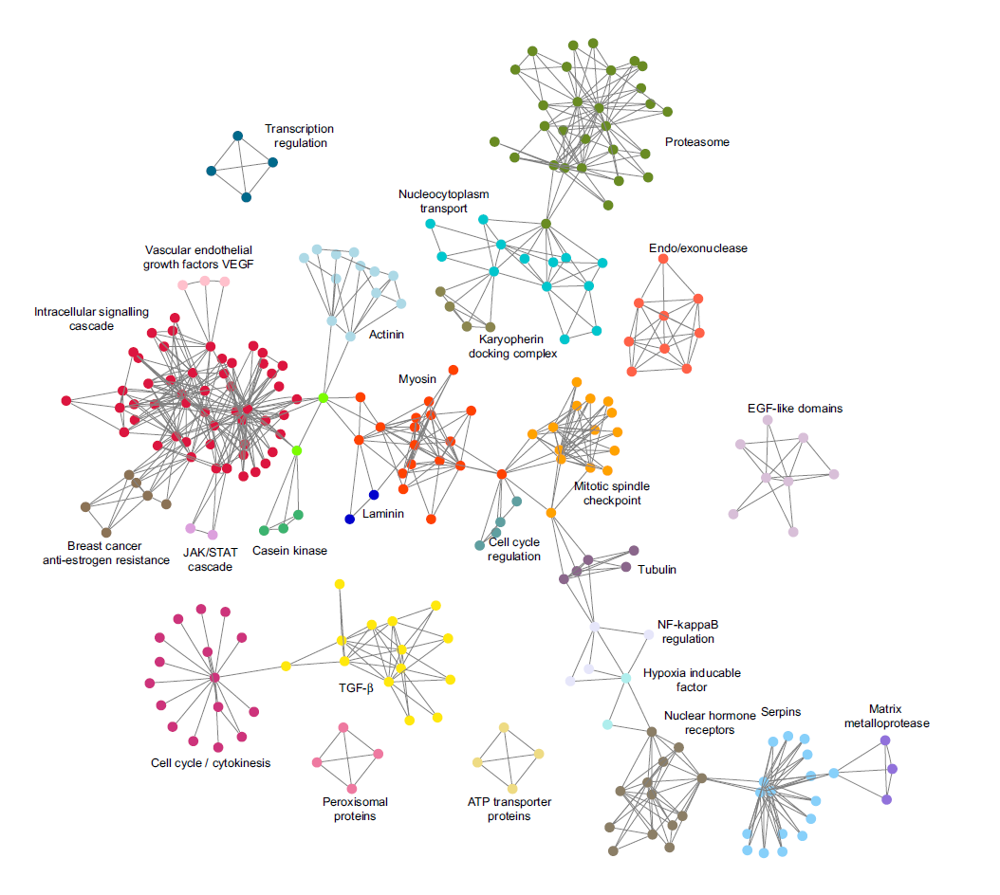 Transcription
regulation
Proteasome
Nucleocytoplasm
transport
Vascular endothelial
growth factors VEGF
Endo/exonuclease
Intracellular signalling
cascade
Actinin
Karyopherin
docking complex
Myosin
EGF-like domains
Mitotic spindle
checkpoint
Laminin
Breast cancer
anti-estrogen resistance
JAK/STAT
cascade
Casein kinase
Cell cycle
regulation
Tubulin
NF-kappaB
regulation
Hypoxia inducable
factor
TGF-β
Nuclear hormone
receptors
Serpins
Matrix
metalloprotease
Cell cycle / cytokinesis
Peroxisomal
proteins
ATP transporter
proteins